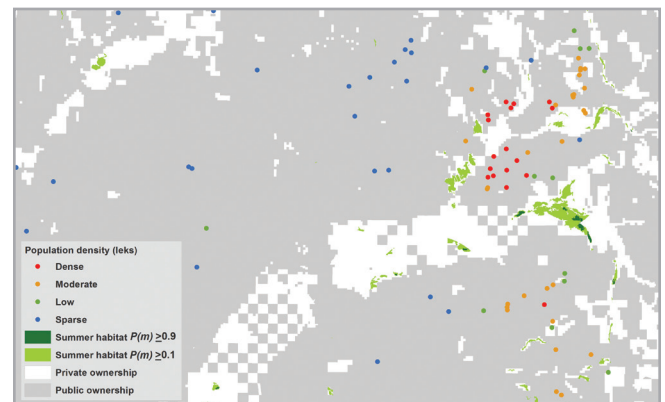 Population density (leks)
Dense
Moderate
Low
Sparse
Summer habitat P(m) ≥0.9
Summer habitat P(m) ≥0.1
Private ownership
Public ownership